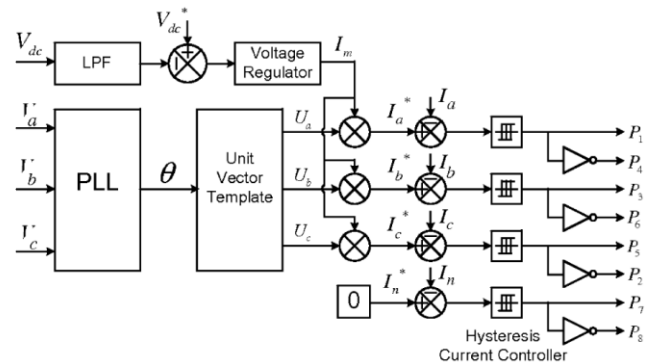 V_dc*
V_dc
LPF
Voltage
Regulator
I_m
V_a
V_b
V_c
PLL
θ
Unit
Vector
Template
U_a
U_b
U_c
I_a*
I_a
P_1
P_4
I_b*
I_b
P_3
P_6
I_c*
I_c
P_5
P_2
0
I_n*
I_n
P_7
P_8
Hysteresis
Current Controller